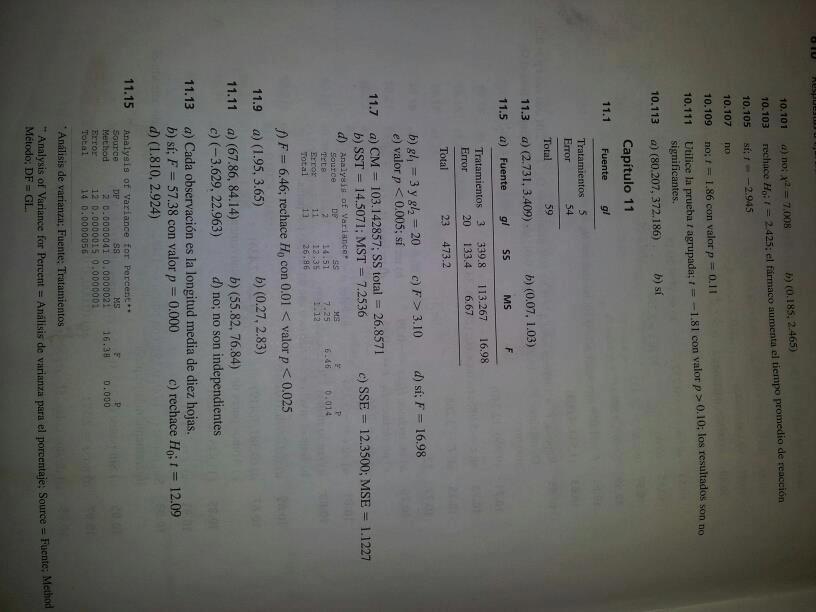 10.101 a) no; χ² = 7.008 b) (0.185, 2.465)
10.103 rechace H₀; t = 2.425; el fármaco aumenta el tiempo promedio de reacción
10.105 sí; t = −2.945
10.107 no
10.109 no; t = 1.86 con valor p = 0.11
10.111 Utilice la prueba t agrupada; t = −1.81 con valor p > 0.10; los resultados son no
significantes.
10.113 a) (80.207, 372.186) b) sí
Capítulo 11
11.1 Fuente gl
Tratamientos 5
Error 54
Total 59
11.3 a) (2.731, 3.409) b) (0.07, 1.03)
11.5 a) Fuente gl SS MS F
Tratamientos 3 339.8 113.267 16.98
Error 20 133.4 6.67
Total 23 473.2
b) gl₁ = 3 y gl₂ = 20 c) F > 3.10 d) sí; F = 16.98
e) valor p < 0.005; sí
11.7 a) CM = 103.142857; SS total = 26.8571
b) SST = 14.5071; MST = 7.2536 c) SSE = 12.3500; MSE = 1.1227
d) Analysis of Variance*
Source DF SS MS F P
Trts 2 14.51 7.25 6.46 0.014
Error 11 12.35 1.12
Total 13 26.86
f) F = 6.46; rechace H₀ con 0.01 < valor p < 0.025
11.9 a) (1.95, 3.65) b) (0.27, 2.83)
11.11 a) (67.86, 84.14) b) (55.82, 76.84)
c) (−3.629, 22.963) d) no; no son independientes
11.13 a) Cada observación es la longitud media de diez hojas.
b) sí, F = 57.38 con valor p = 0.000 c) rechace H₀; t = 12.09
d) (1.810, 2.924)
11.15 Analysis of Variance for Percent**
Source DF SS MS F P
Method 2 0.0000041 0.0000021 16.38 0.000
Error 12 0.0000015 0.0000001
Total 14 0.0000056
* Análisis de varianza; Fuente; Tratamientos
** Analysis of Variance for Percent = Análisis de varianza para el porcentaje; Source = Fuente; Method
Método; DF = GL.